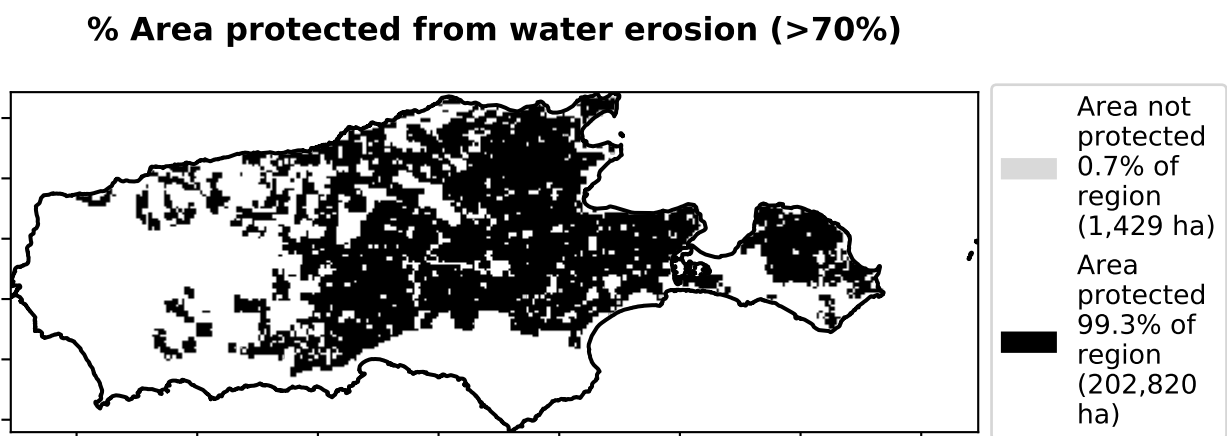 % Area protected from water erosion (>70%)
Area not
protected
0.7% of
region
(1,429 ha)
Area
protected
99.3% of
region
(202,820
ha)